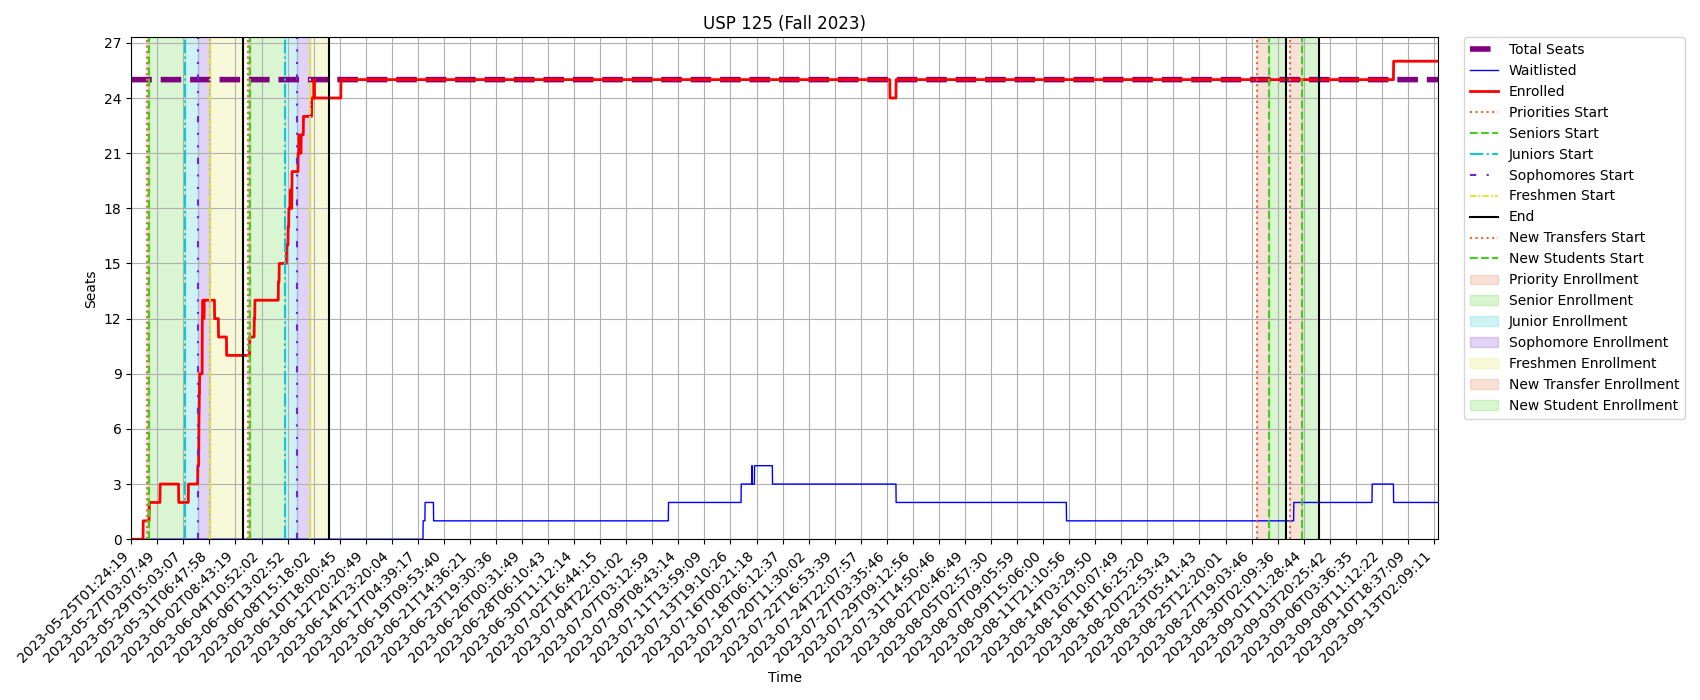 USP 125 (Fall 2023)
27
24
21
18
15
12
9
6
3
0
Seats
2023-05-25T01:24:19
2023-05-27T03:07:49
2023-05-29T05:03:07
2023-05-31T06:47:58
2023-06-02T08:43:19
2023-06-04T10:52:02
2023-06-06T13:02:52
2023-06-08T15:18:02
2023-06-10T18:00:45
2023-06-12T20:20:49
2023-06-14T23:20:04
2023-06-17T04:39:17
2023-06-19T09:53:40
2023-06-21T14:36:21
2023-06-23T19:30:36
2023-06-26T00:31:49
2023-06-28T06:10:43
2023-06-30T11:12:14
2023-07-02T16:44:15
2023-07-04T22:01:02
2023-07-07T03:12:59
2023-07-09T08:43:14
2023-07-11T13:59:09
2023-07-13T19:10:26
2023-07-16T00:21:18
2023-07-18T06:12:37
2023-07-20T11:30:02
2023-07-22T16:53:39
2023-07-24T22:07:57
2023-07-27T03:35:46
2023-07-29T09:12:56
2023-07-31T14:50:46
2023-08-02T20:46:49
2023-08-05T02:57:30
2023-08-07T09:05:59
2023-08-09T15:06:00
2023-08-11T21:10:56
2023-08-14T03:29:50
2023-08-16T10:07:49
2023-08-18T16:25:20
2023-08-20T22:53:43
2023-08-23T05:41:43
2023-08-25T12:20:01
2023-08-27T19:03:46
2023-08-30T02:09:36
2023-09-01T11:28:44
2023-09-03T20:25:42
2023-09-06T03:36:35
2023-09-08T11:12:22
2023-09-10T18:37:09
2023-09-13T02:09:11
Time
Total Seats
Waitlisted
Enrolled
Priorities Start
Seniors Start
Juniors Start
Sophomores Start
Freshmen Start
End
New Transfers Start
New Students Start
Priority Enrollment
Senior Enrollment
Junior Enrollment
Sophomore Enrollment
Freshmen Enrollment
New Transfer Enrollment
New Student Enrollment